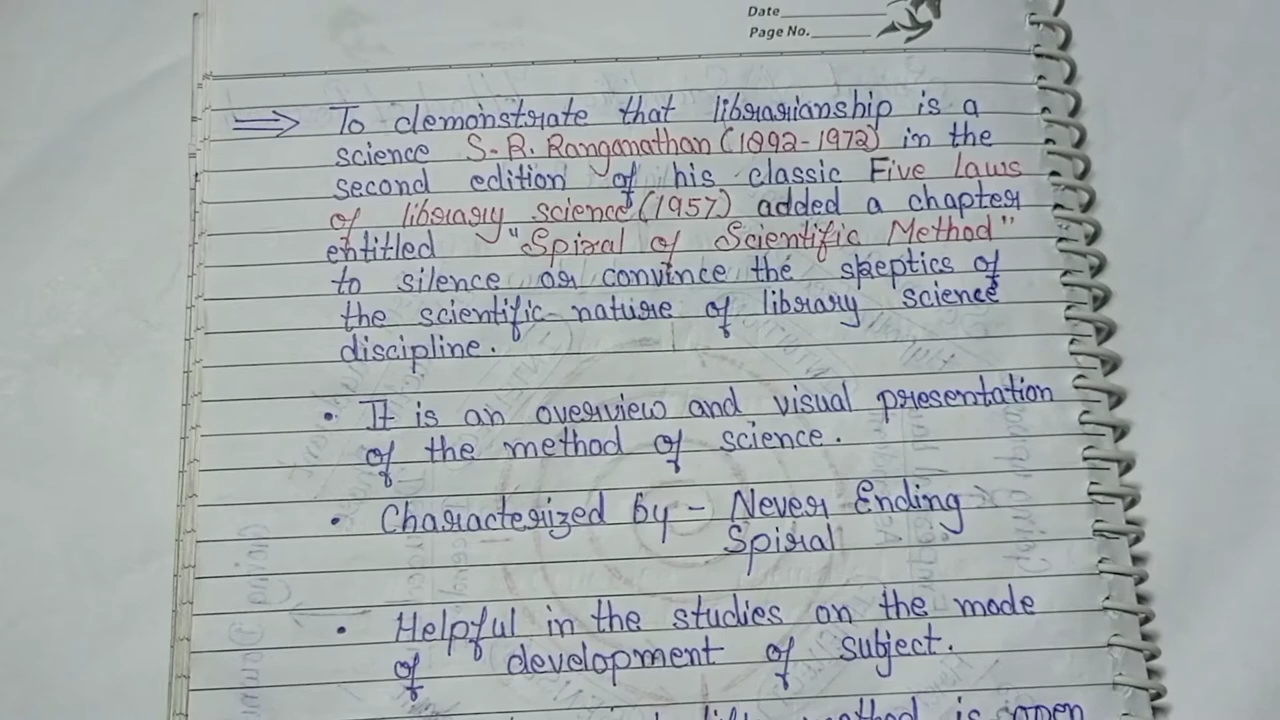 Date
Page No.
⇒ To demonstrate that librarianship is a
science S. R. Ranganathan (1892-1972) in the
second edition of his classic Five laws
of library science (1957) added a chapter
entitled "Spiral of Scientific Method"
to silence or convince the skeptics of
the scientific nature of library science
discipline.
• It is an overview and visual presentation
of the method of science.
• Characterized by - Never Ending
Spiral
• Helpful in the studies on the mode
of development of subject.
method is open